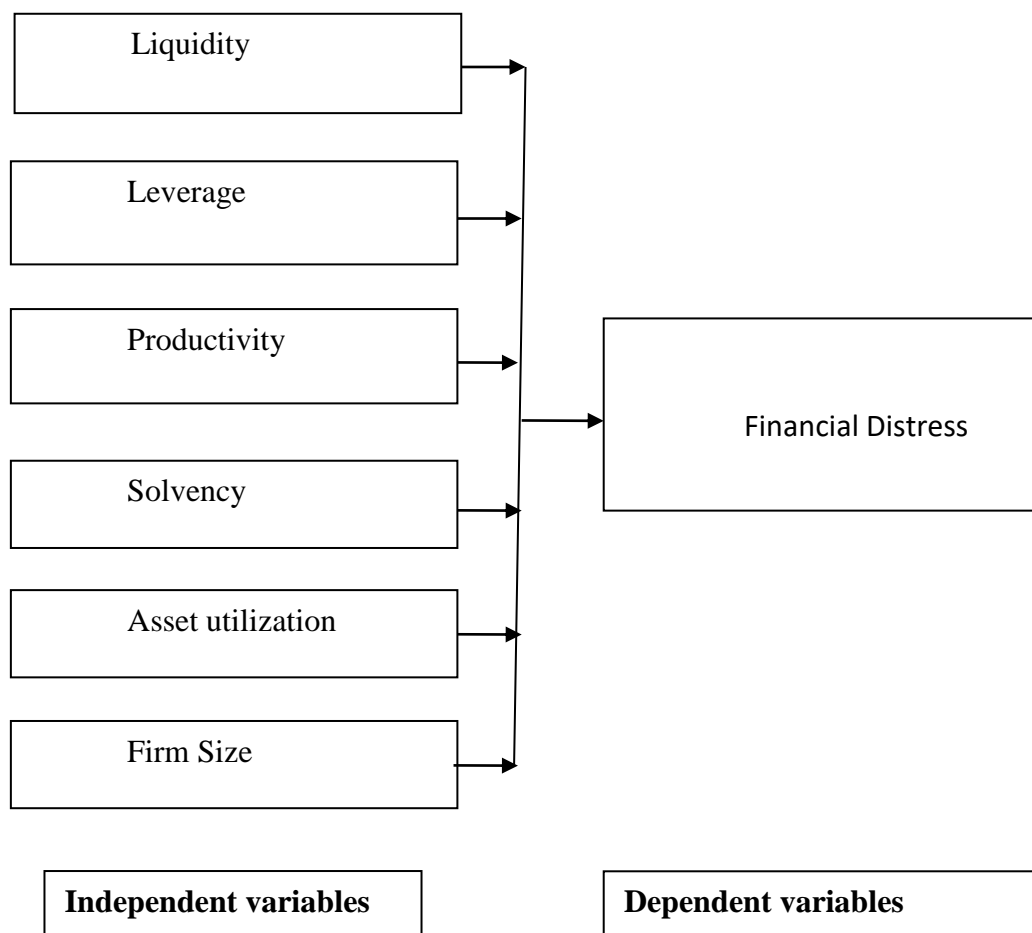 Liquidity
Leverage
Productivity
Solvency
Asset utilization
Firm Size
Financial Distress
Independent variables
Dependent variables